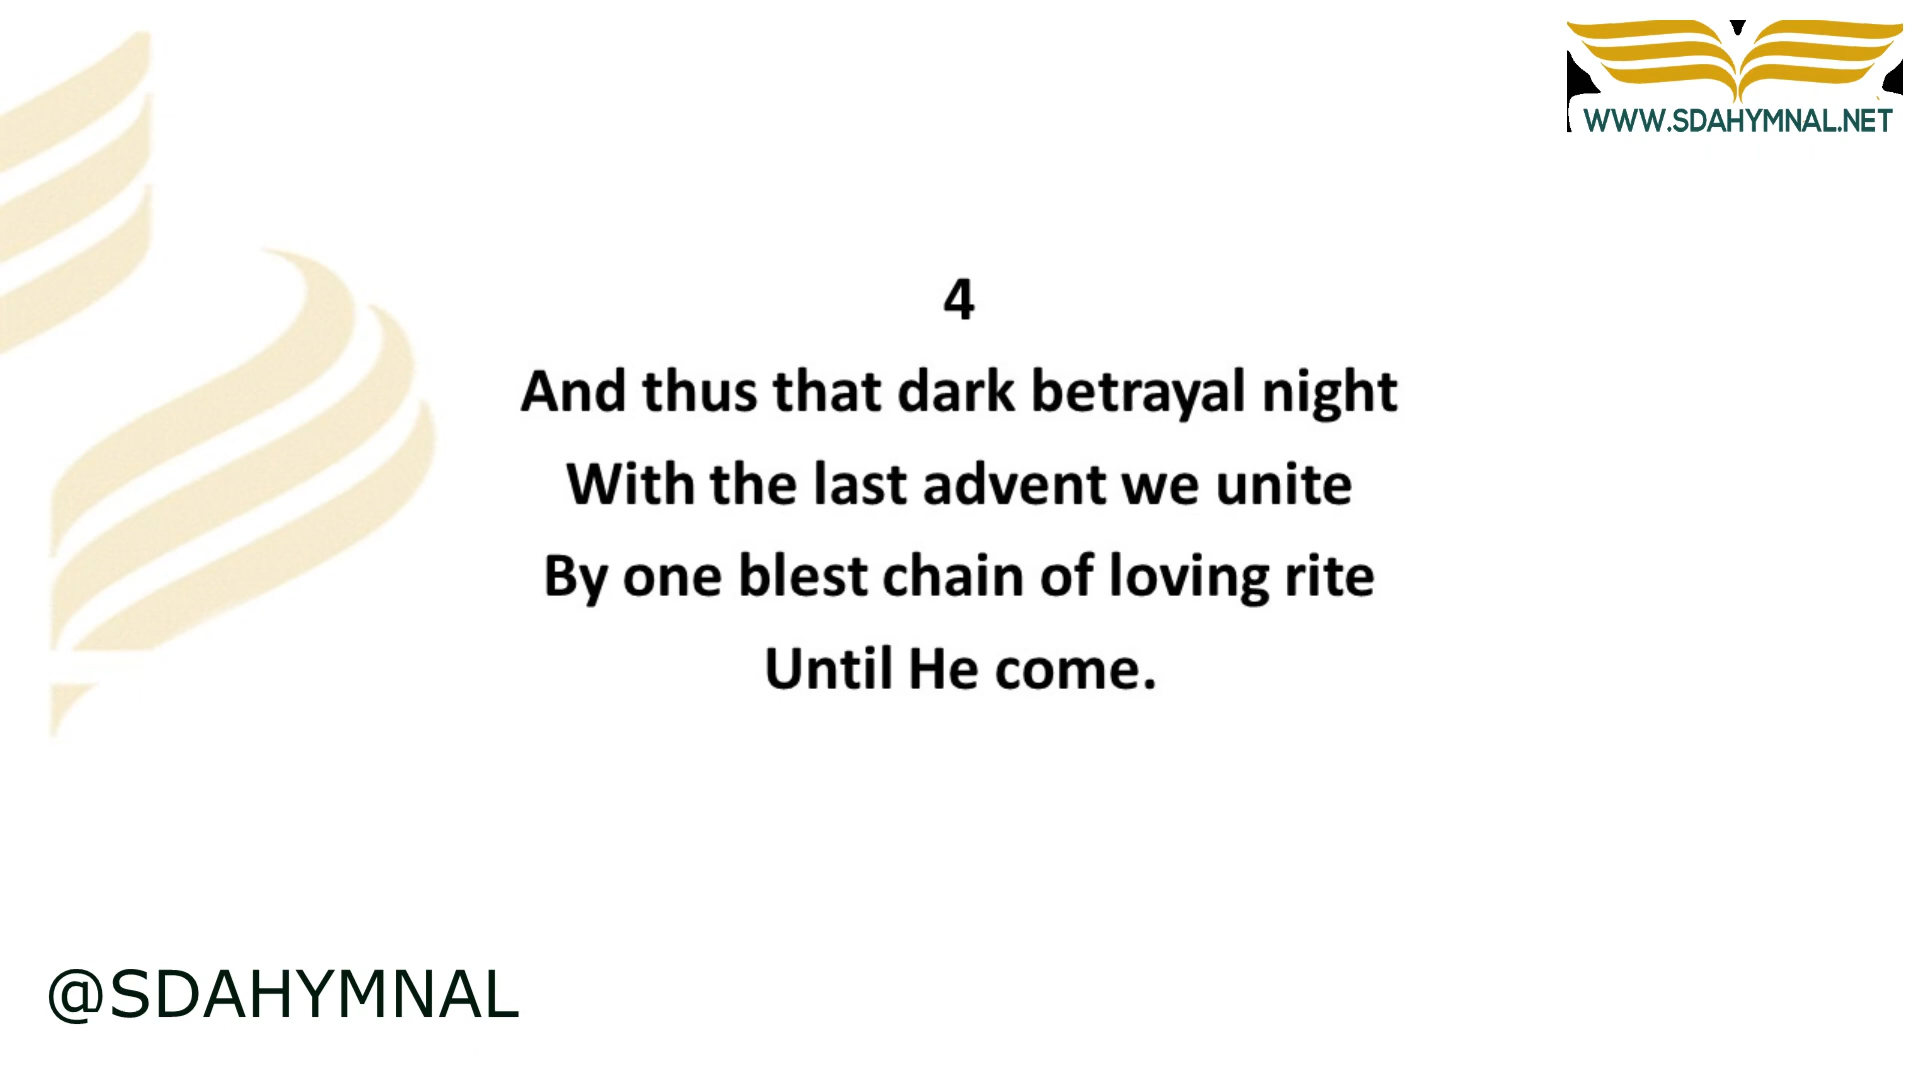 WWW.SDAHYMNAL.NET
4
And thus that dark betrayal night
With the last advent we unite
By one blest chain of loving rite
Until He come.
@SDAHYMNAL